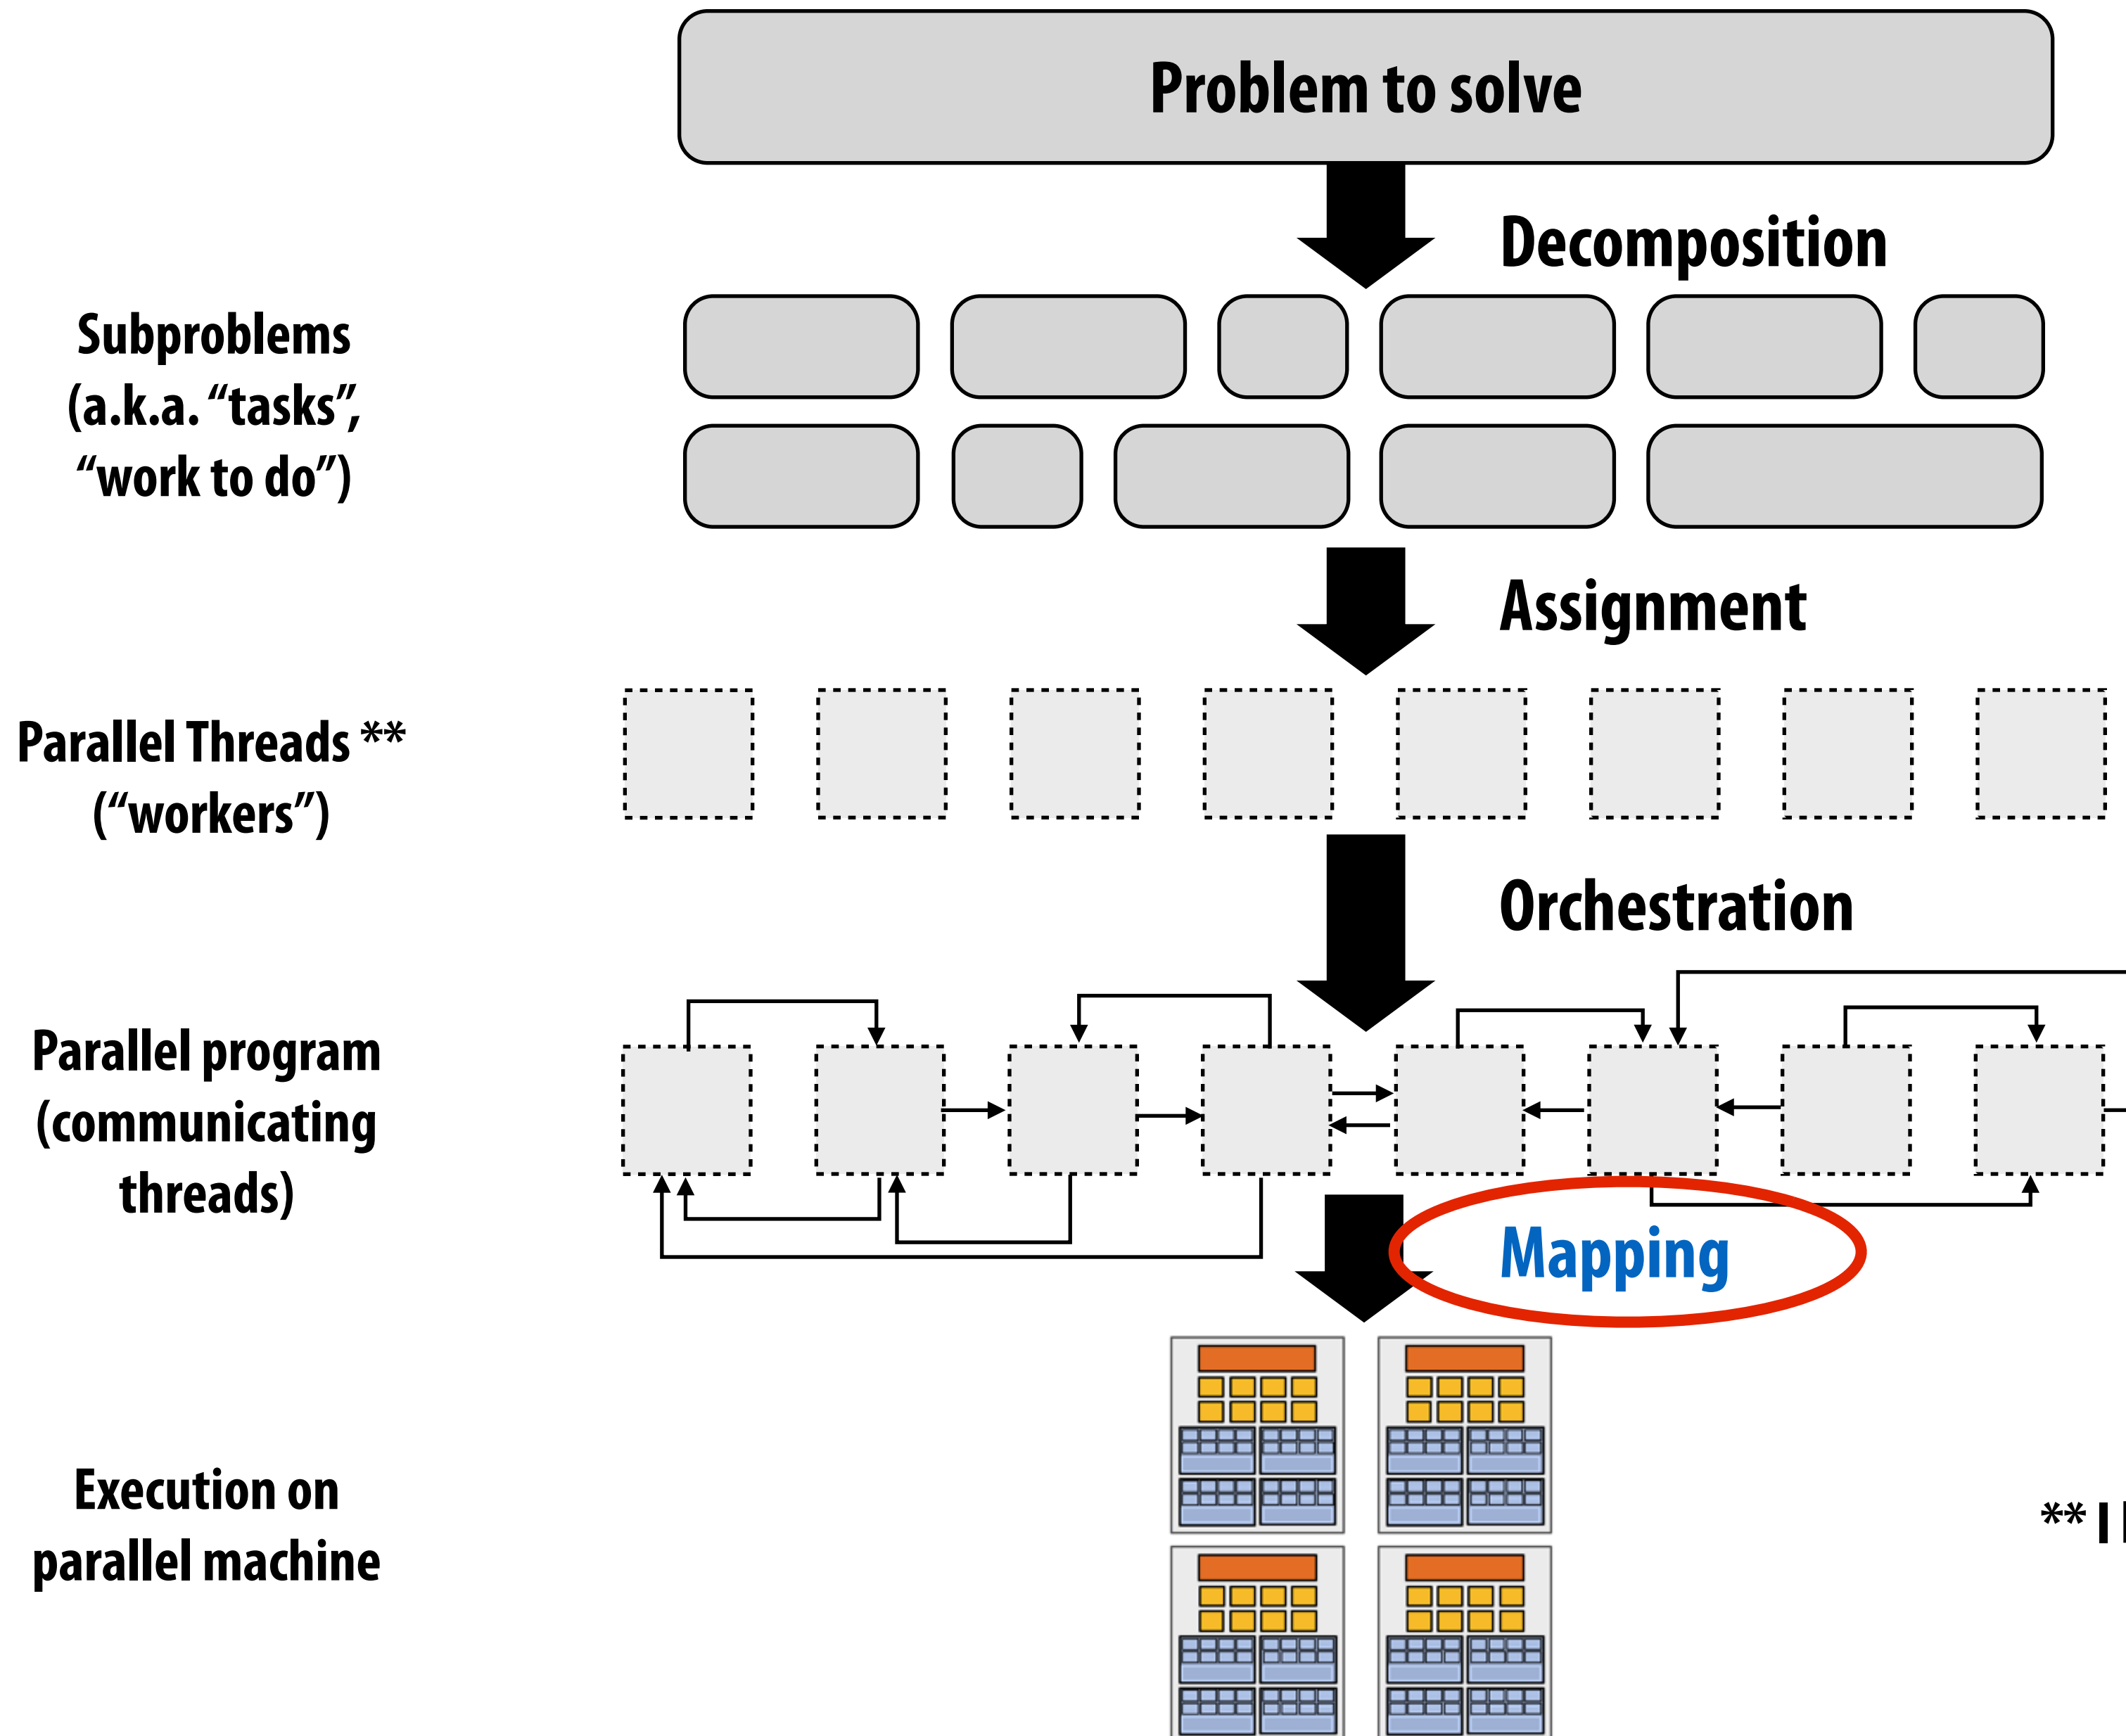 Problem to solve
Decomposition
Subproblems
(a.k.a. “tasks”,
“work to do”)
Assignment
Parallel Threads **
(“workers”)
Orchestration
Parallel program
(communicating
threads)
Mapping
Execution on
parallel machine
** I